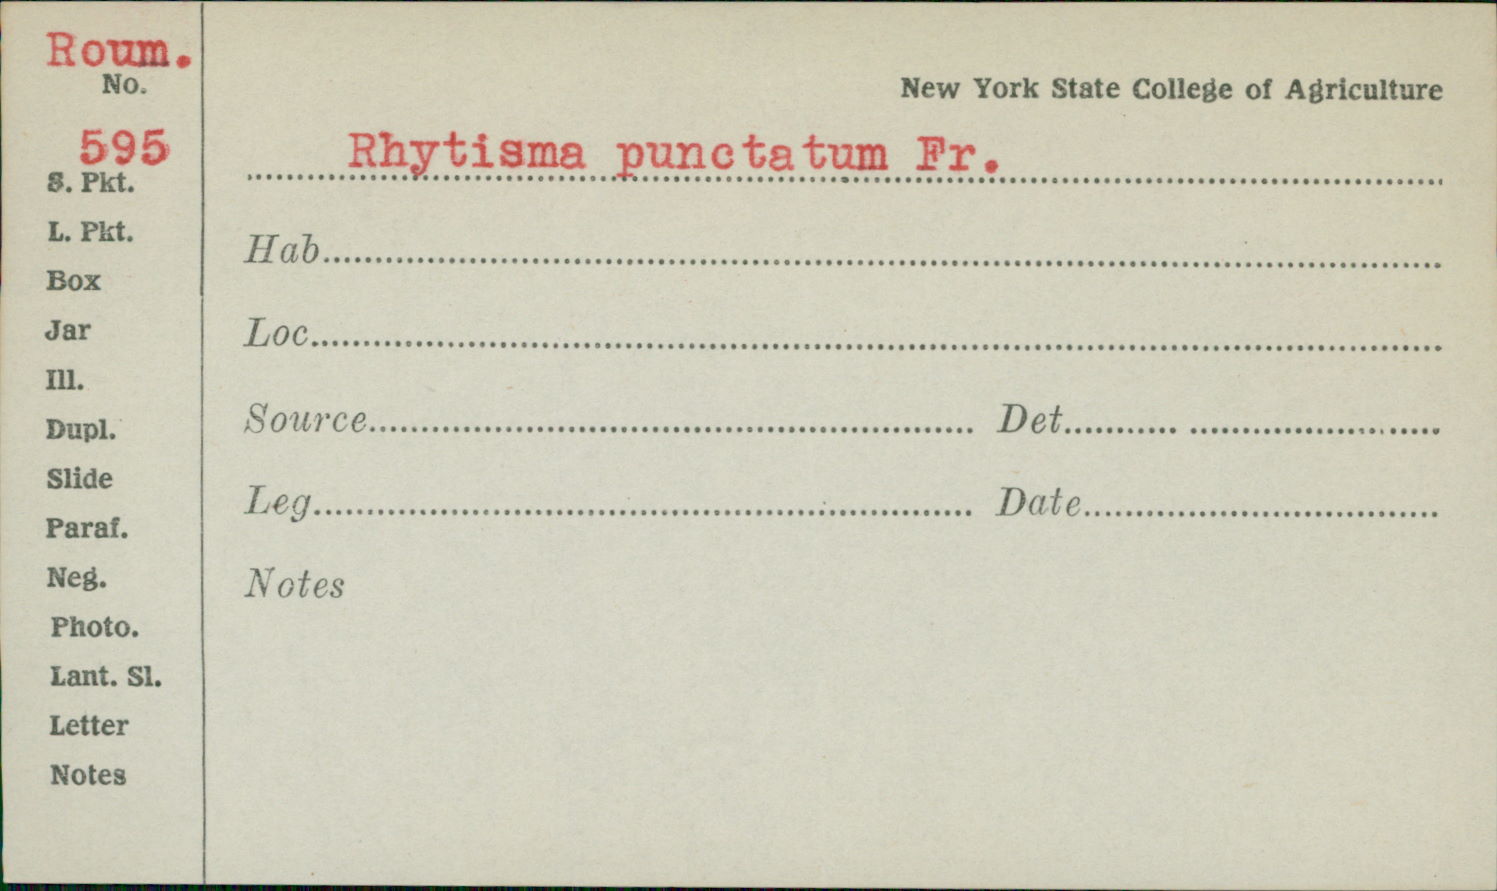 Roum.
No.
595
S. Pkt.
L. Pkt.
Box
Jar
Ill.
Dupl.
Slide
Paraf.
Neg.
Photo.
Lant. Sl.
Letter
Notes
New York State College of Agriculture
Rhytisma punctatum Fr.
Hab
Loc
Source Det
Leg Date
Notes